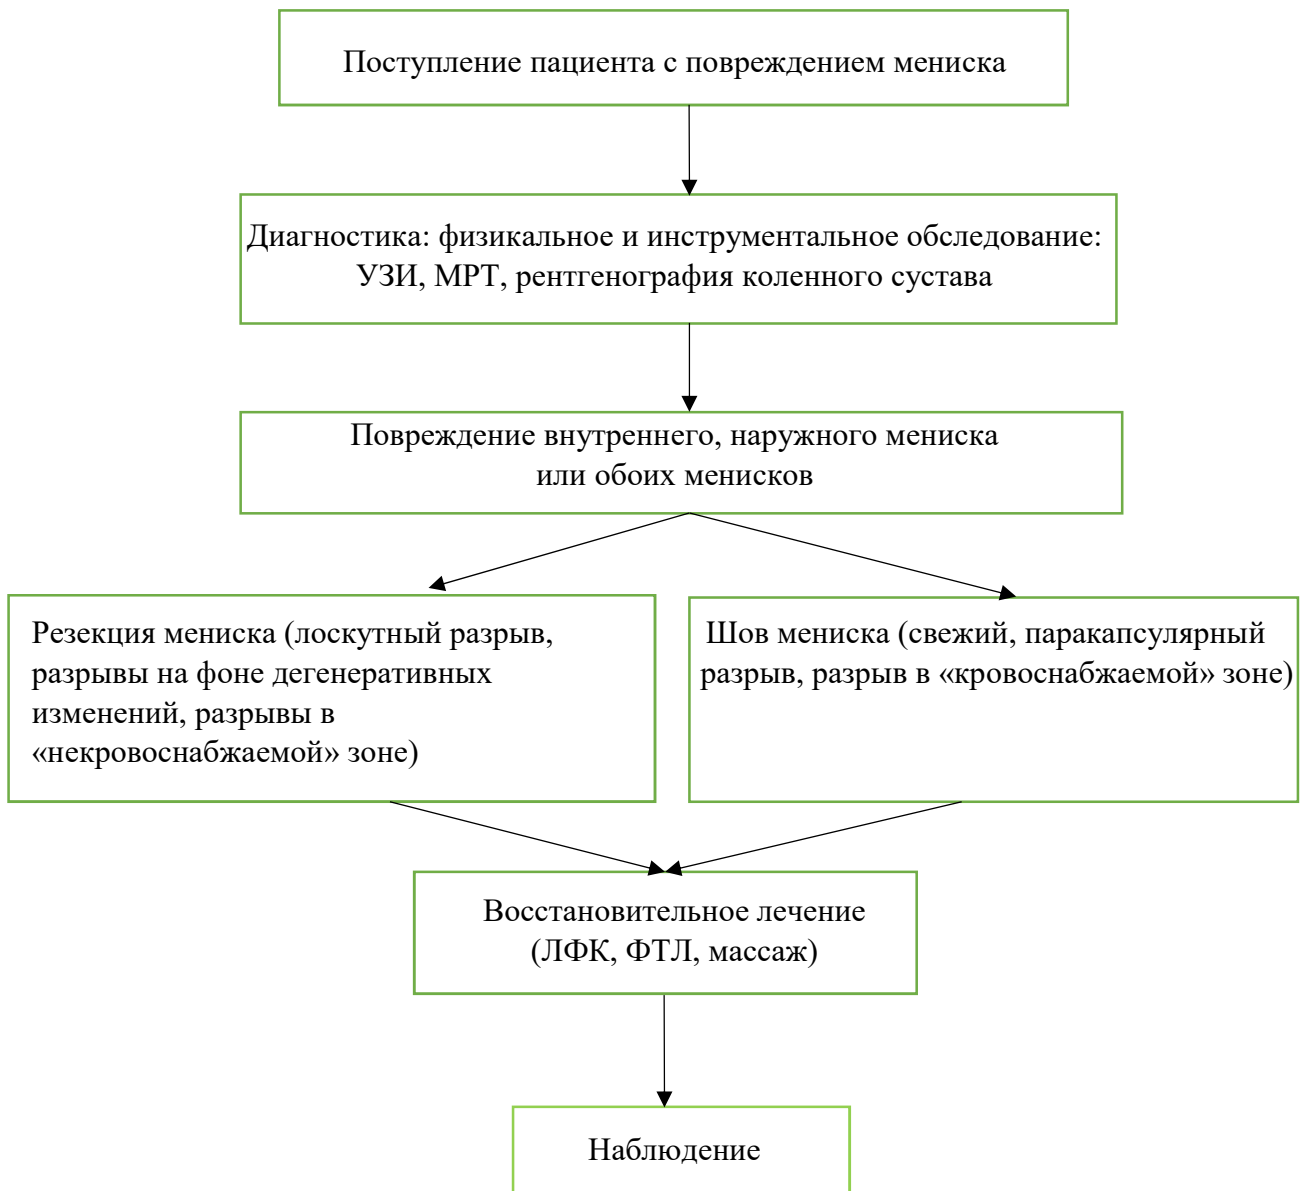 Поступление пациента с повреждением мениска
Диагностика: физикальное и инструментальное обследование:
УЗИ, МРТ, рентгенография коленного сустава
Повреждение внутреннего, наружного мениска
или обоих менисков
Резекция мениска (лоскутный разрыв,
разрывы на фоне дегенеративных
изменений, разрывы в
«некровоснабжаемой» зоне)
Шов мениска (свежий, паракапсулярный
разрыв, разрыв в «кровоснабжаемой» зоне)
Восстановительное лечение
(ЛФК, ФТЛ, массаж)
Наблюдение